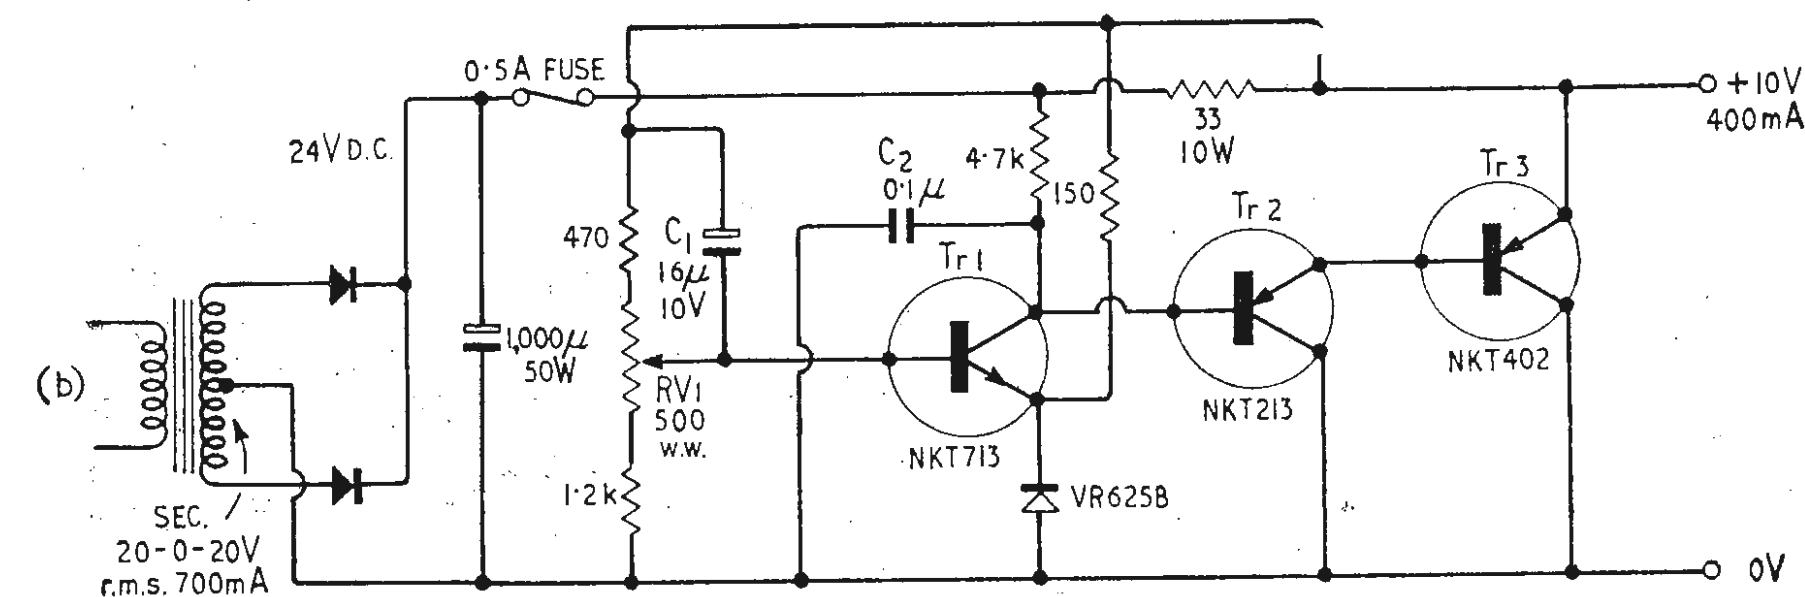 0.5A FUSE
+10V
400mA
24V D.C.
33
10W
C2
0.1μ
4.7k
150
Tr 3
Tr 2
470
C1
16μ
10V
Tr 1
1,000μ
50W
(b)
RV1
500
w.w.
NKT402
NKT213
NKT713
1.2k
VR625B
SEC.
20-0-20V
r.m.s. 700mA
0V